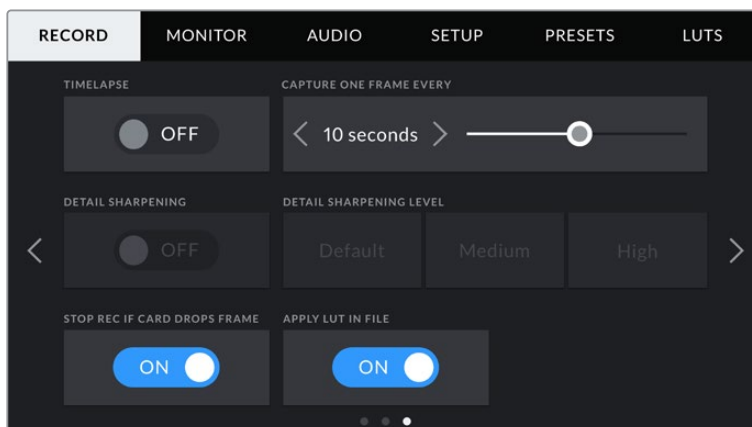 RECORD MONITOR AUDIO SETUP PRESETS LUTS
TIMELAPSE CAPTURE ONE FRAME EVERY
OFF 10 seconds
DETAIL SHARPENING DETAIL SHARPENING LEVEL
OFF Default Medium High
STOP REC IF CARD DROPS FRAME APPLY LUT IN FILE
ON ON